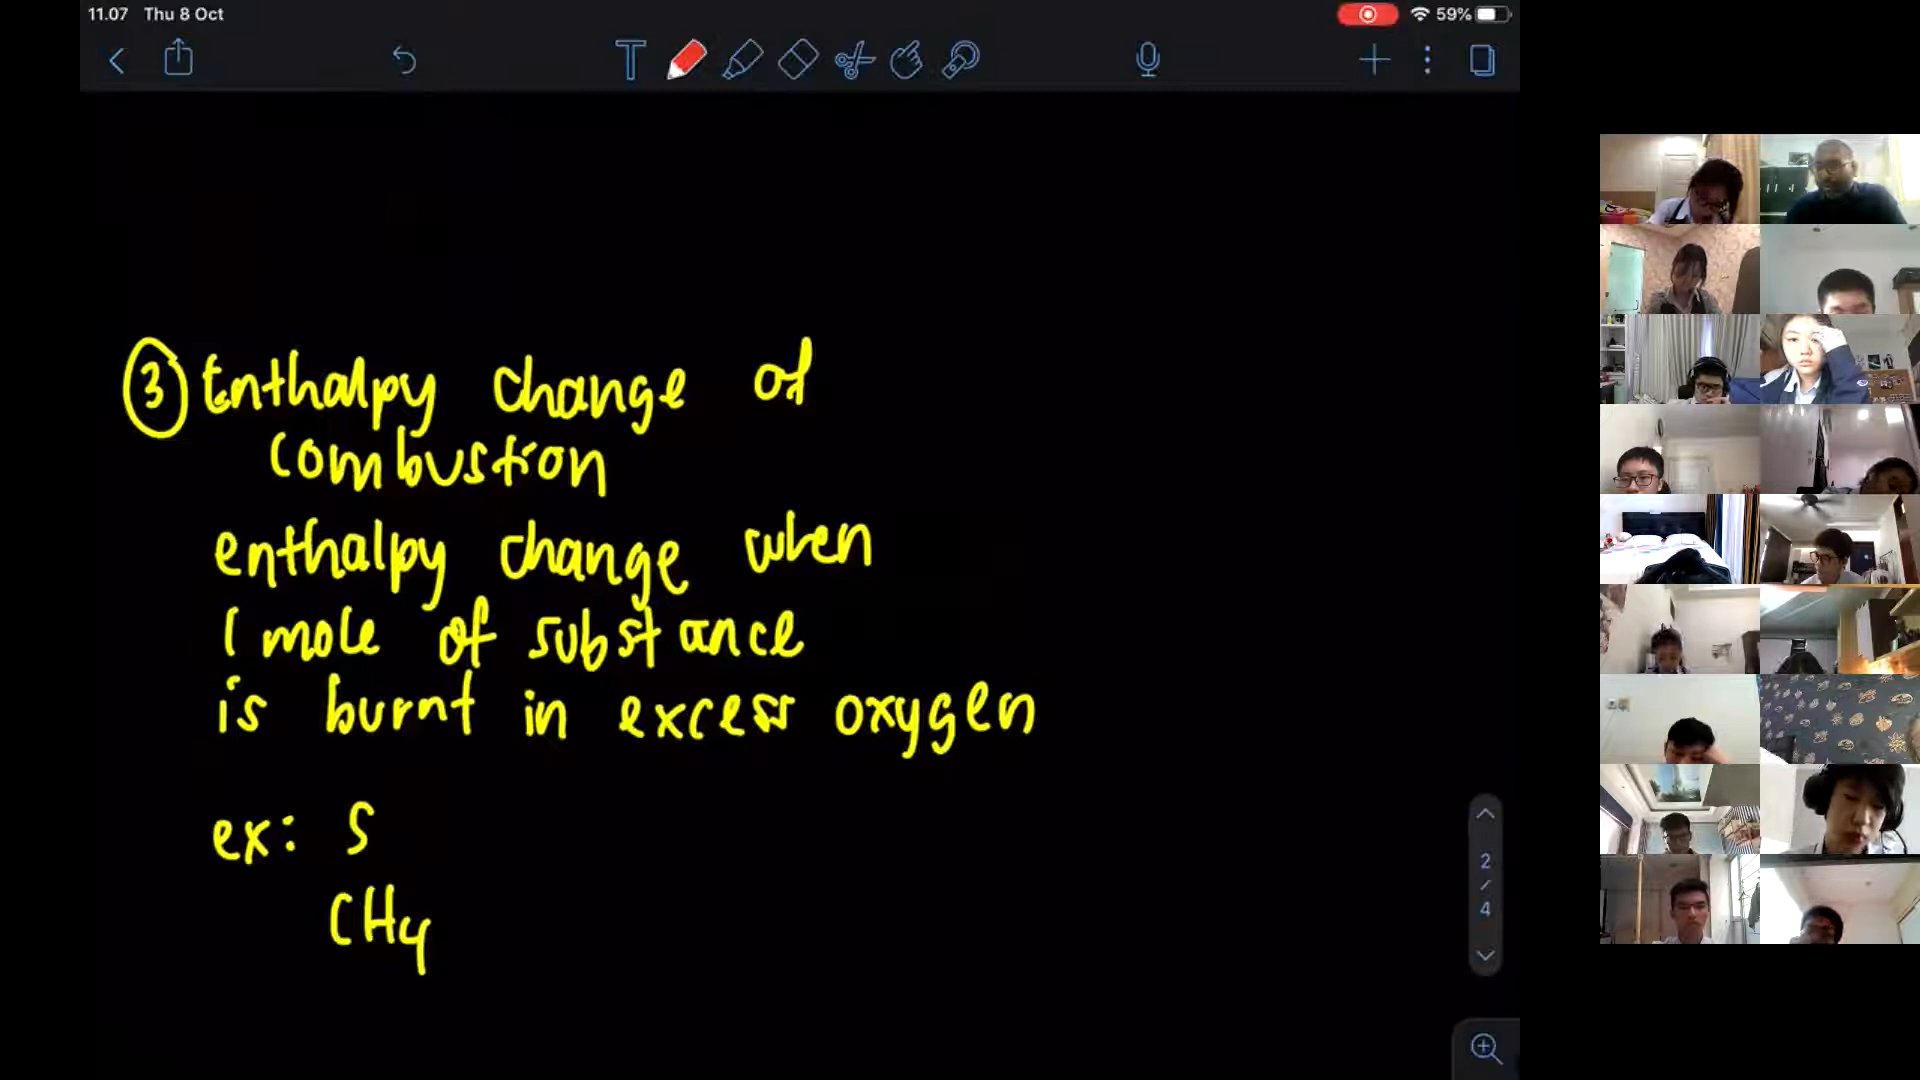 11.07 Thu 8 Oct
59%
T
③ Enthalpy change of
combustion
enthalpy change when
1 mole of substance
is burnt in excess oxygen
ex: S
CH4
2
/
4